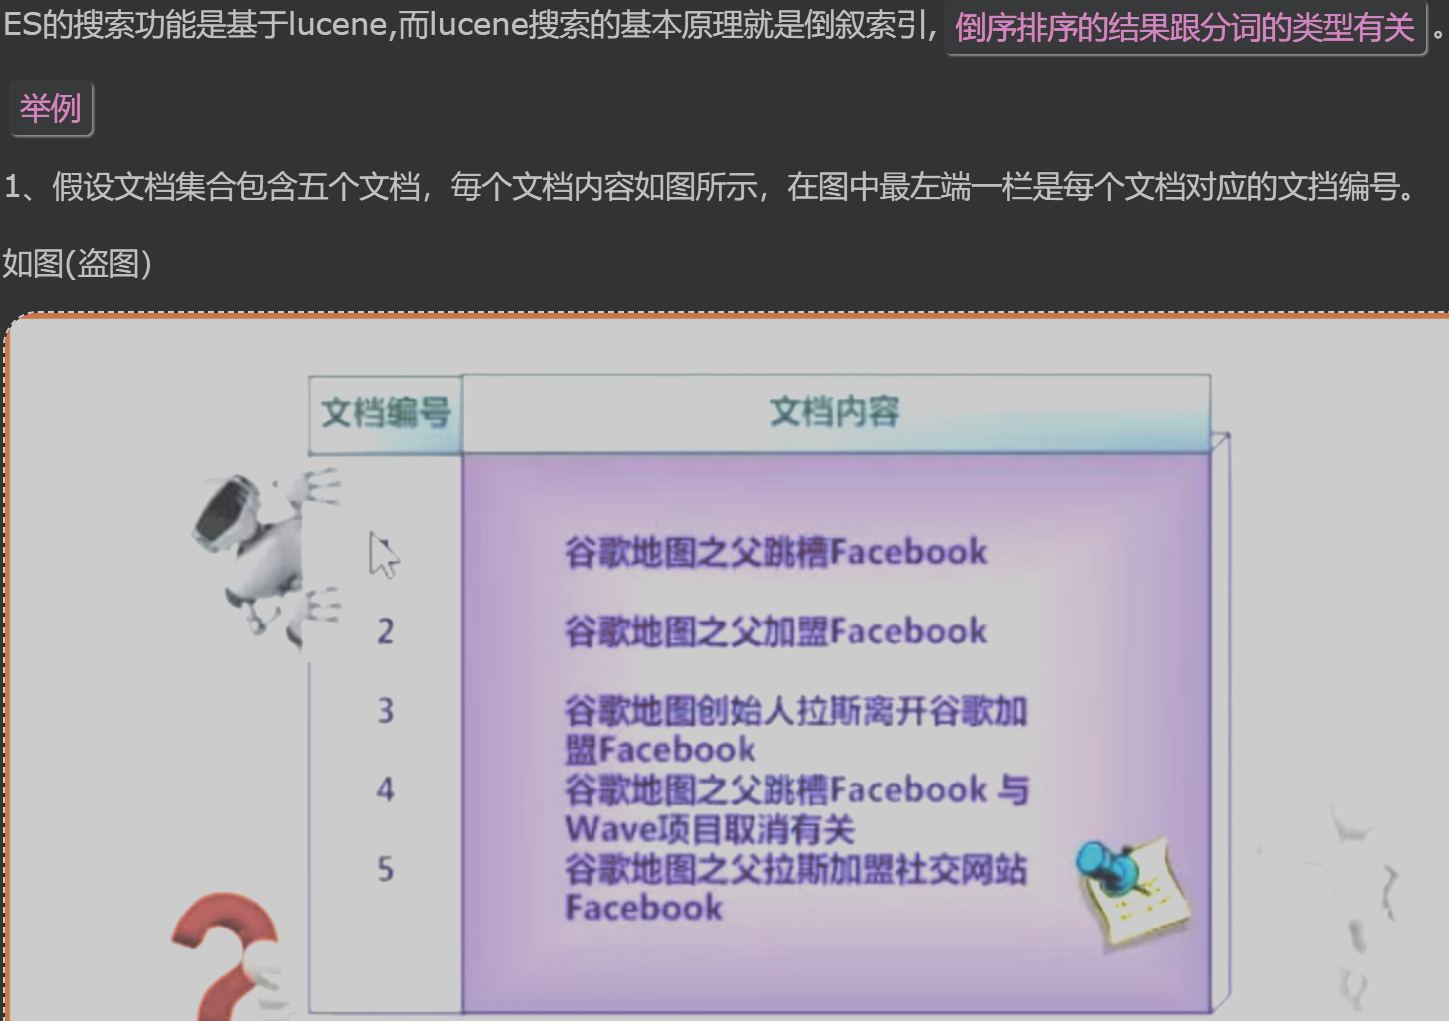 ES的搜索功能是基于lucene,而lucene搜索的基本原理就是倒叙索引, 倒序排序的结果跟分词的类型有关 。
举例
1、假设文档集合包含五个文档，每个文档内容如图所示，在图中最左端一栏是每个文档对应的文挡编号。
如图(盗图)
文档编号 文档内容
谷歌地图之父跳槽Facebook
2 谷歌地图之父加盟Facebook
3 谷歌地图创始人拉斯离开谷歌加
盟Facebook
4 谷歌地图之父跳槽Facebook 与
Wave项目取消有关
5 谷歌地图之父拉斯加盟社交网站
Facebook